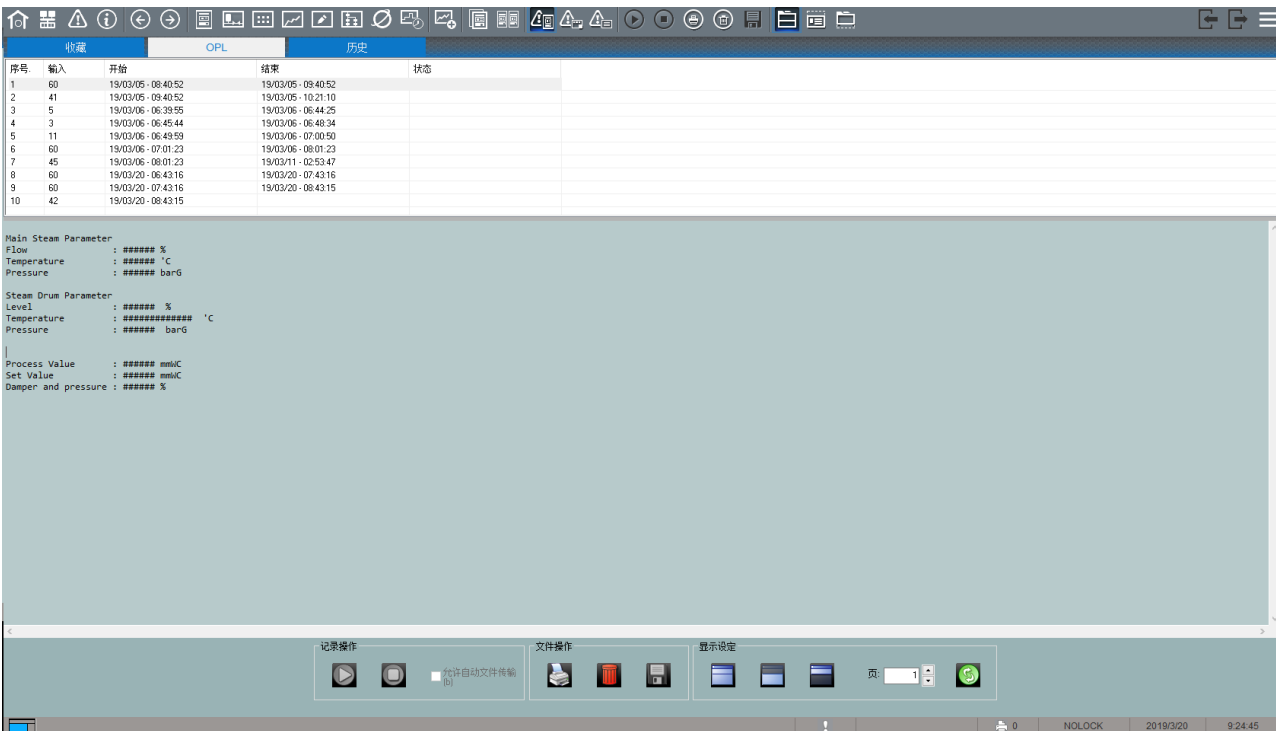 收藏 OPL 历史
序号. 输入 开始 结束 状态
1 60 19/03/05 - 08:40:52 19/03/05 - 09:40:52
2 41 19/03/05 - 09:40:52 19/03/05 - 10:21:10
3 5 19/03/06 - 06:39:55 19/03/06 - 06:44:25
4 3 19/03/06 - 06:45:44 19/03/06 - 06:48:34
5 11 19/03/06 - 06:49:59 19/03/06 - 07:00:50
6 60 19/03/06 - 07:01:23 19/03/06 - 08:01:23
7 45 19/03/06 - 08:01:23 19/03/11 - 02:53:47
8 60 19/03/20 - 06:43:16 19/03/20 - 07:43:16
9 60 19/03/20 - 07:43:16 19/03/20 - 08:43:15
10 42 19/03/20 - 08:43:15
Main Steam Parameter
Flow : ###### %
Temperature : ###### 'C
Pressure : ###### barG
Steam Drum Parameter
Level : ###### %
Temperature : ############# 'C
Pressure : ###### barG
Process Value : ###### mmWC
Set Value : ###### mmWC
Damper and pressure : ###### %
记录操作 文件操作 显示设定
允许自动文件传输 页: 1
(b)
0 NOLOCK 2019/3/20 9:24:45